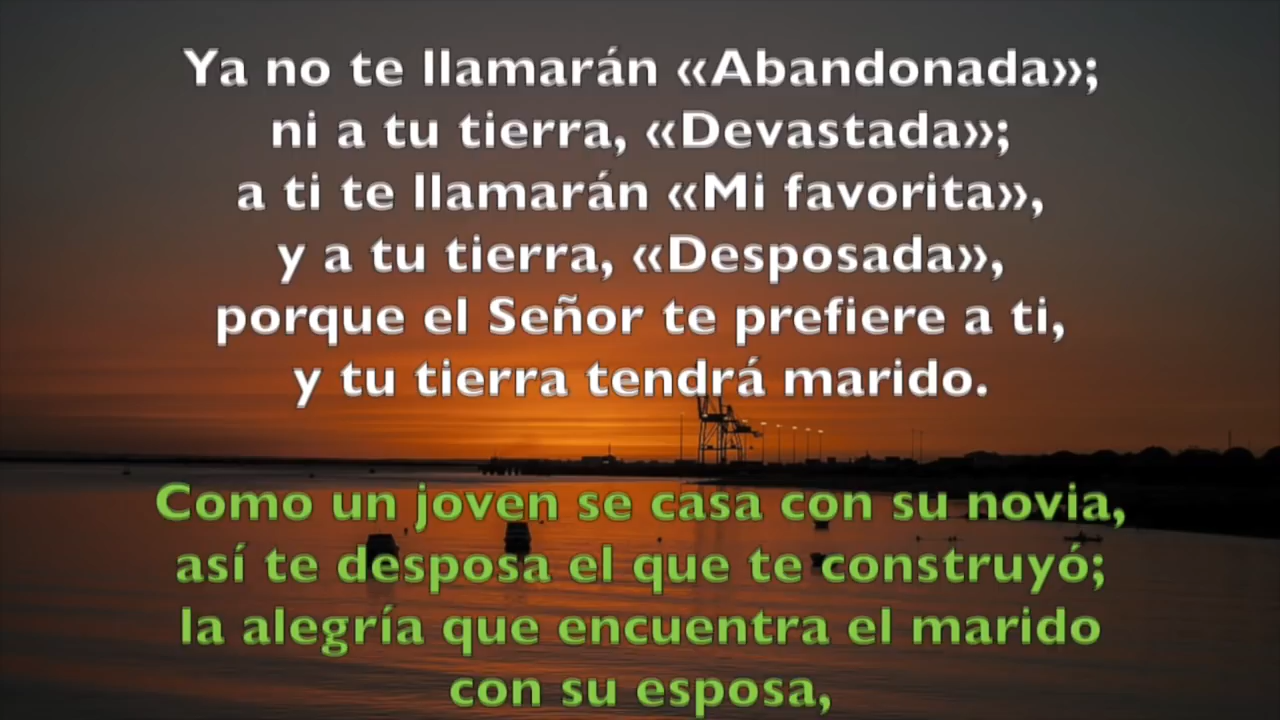 Ya no te llamarán «Abandonada»;
ni a tu tierra, «Devastada»;
a ti te llamarán «Mi favorita»,
y a tu tierra, «Desposada»,
porque el Señor te prefiere a ti,
y tu tierra tendrá marido.
Como un joven se casa con su novia,
así te desposa el que te construyó;
la alegría que encuentra el marido
con su esposa,